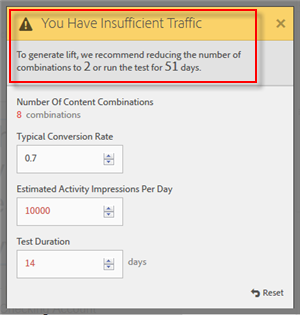 You Have Insufficient Traffic
To generate lift, we recommend reducing the number of
combinations to 2 or run the test for 51 days.
Number Of Content Combinations
8 combinations
Typical Conversion Rate
0.7
Estimated Activity Impressions Per Day
10000
Test Duration
14 days
Reset